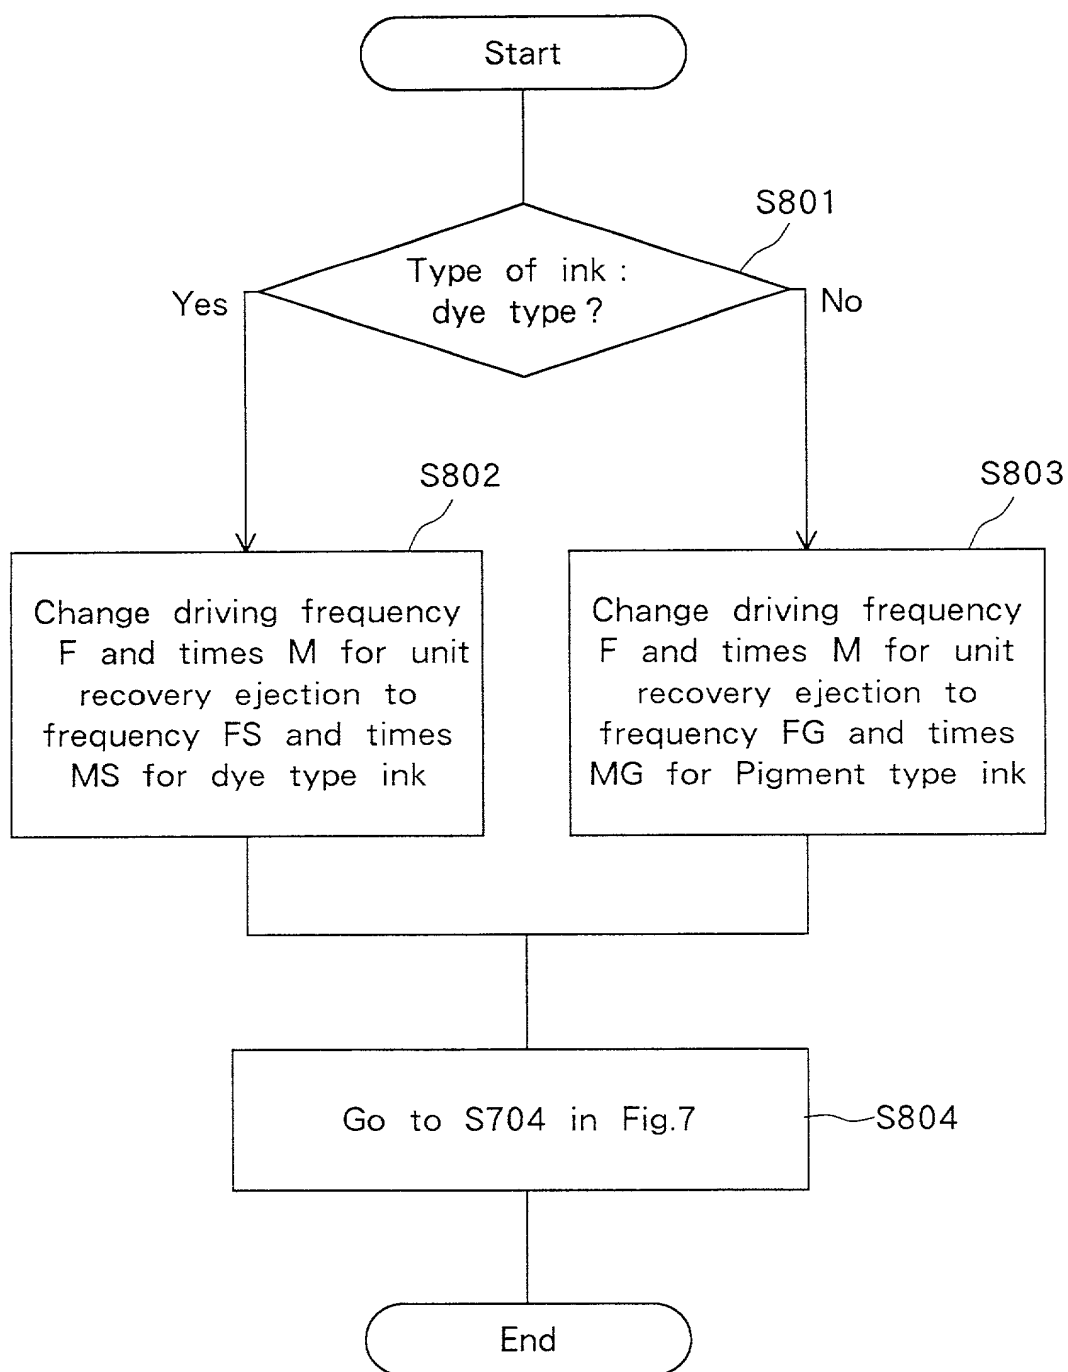 Start
S801
Type of ink :
dye type ?
Yes
No
S802
S803
Change driving frequency
F and times M for unit
recovery ejection to
frequency FS and times
MS for dye type ink
Change driving frequency
F and times M for unit
recovery ejection to
frequency FG and times
MG for Pigment type ink
Go to S704 in Fig.7
S804
End